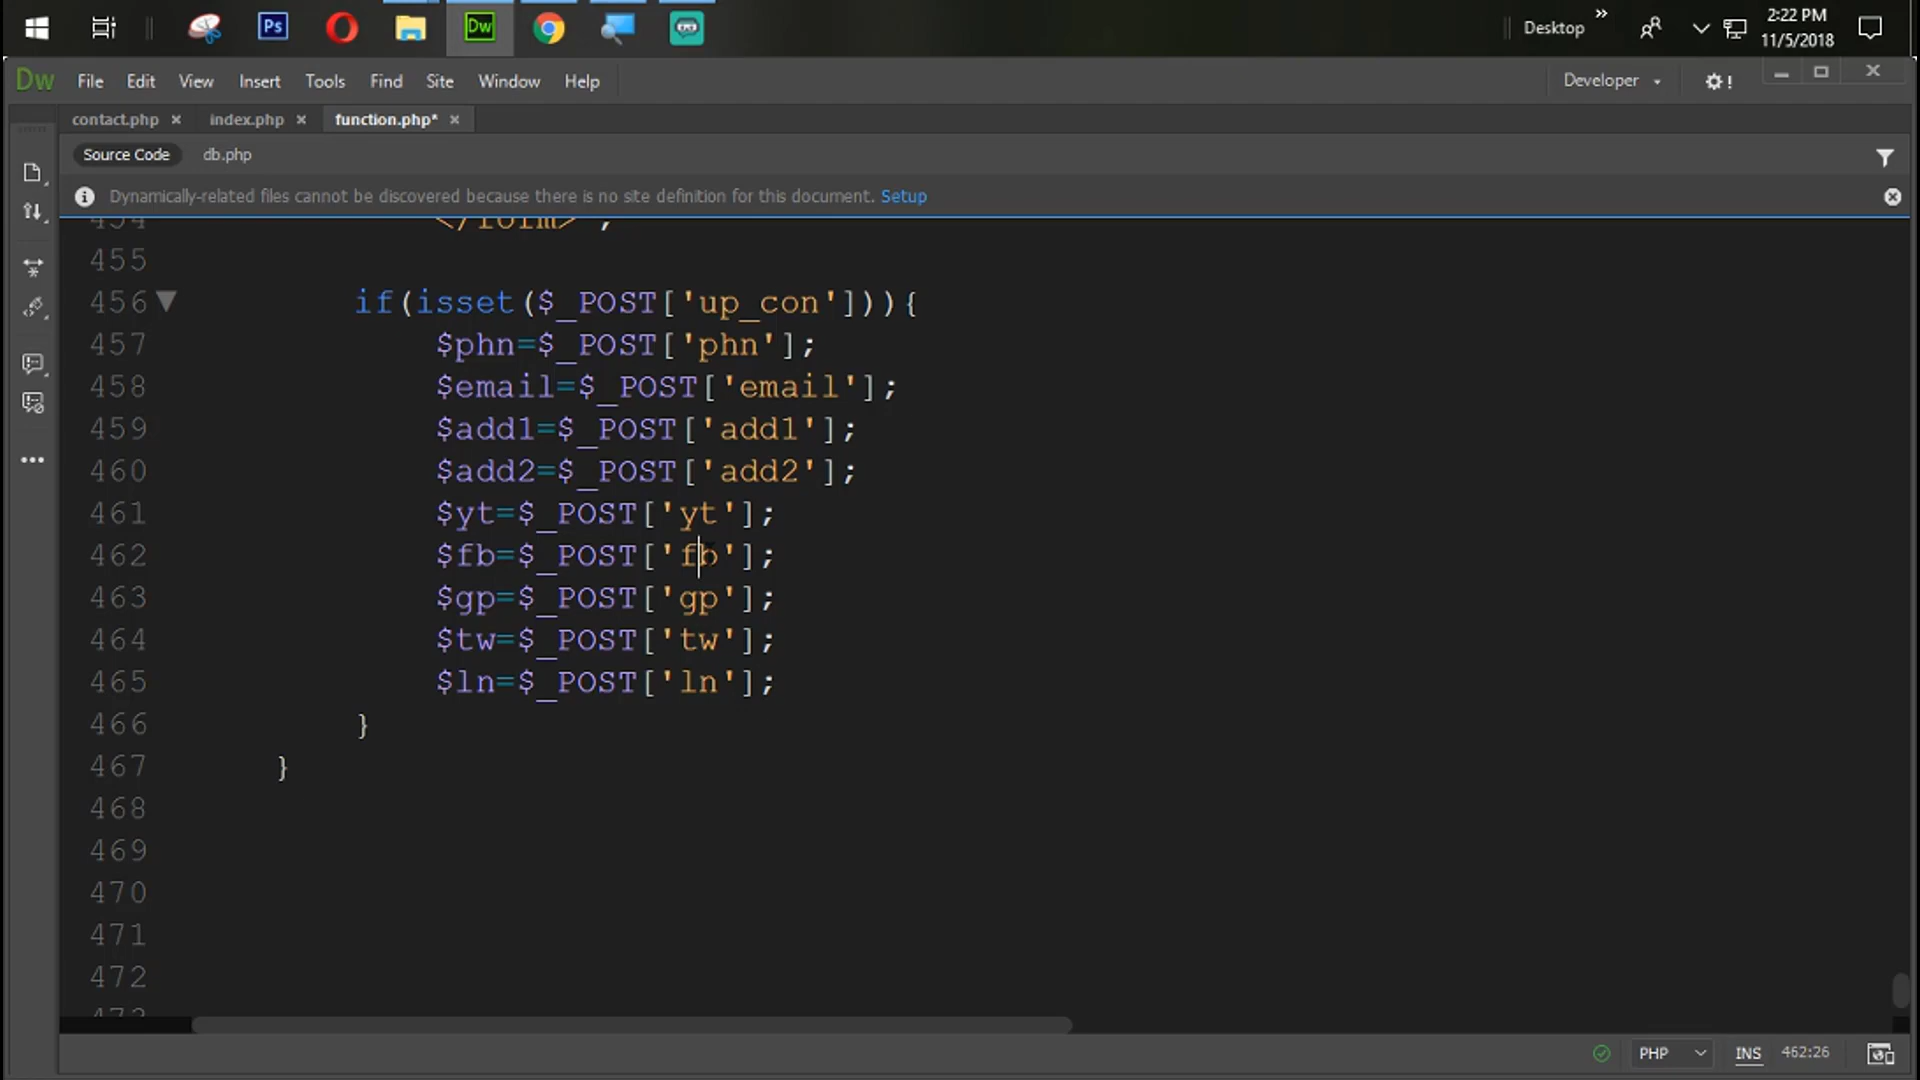 Ps
Dw
Desktop
»
2:22 PM
11/5/2018
Dw File Edit View Insert Tools Find Site Window Help
Developer
!
contact.php × index.php × function.php* ×
Source Code db.php
Dynamically-related files cannot be discovered because there is no site definition for this document. Setup
454 </form>';
455
456 if(isset($_POST['up_con'])){
457 $phn=$_POST['phn'];
458 $email=$_POST['email'];
459 $add1=$_POST['add1'];
460 $add2=$_POST['add2'];
461 $yt=$_POST['yt'];
462 $fb=$_POST['fb'];
463 $gp=$_POST['gp'];
464 $tw=$_POST['tw'];
465 $ln=$_POST['ln'];
466 }
467 }
468
469
470
471
472
473
PHP INS 462:26